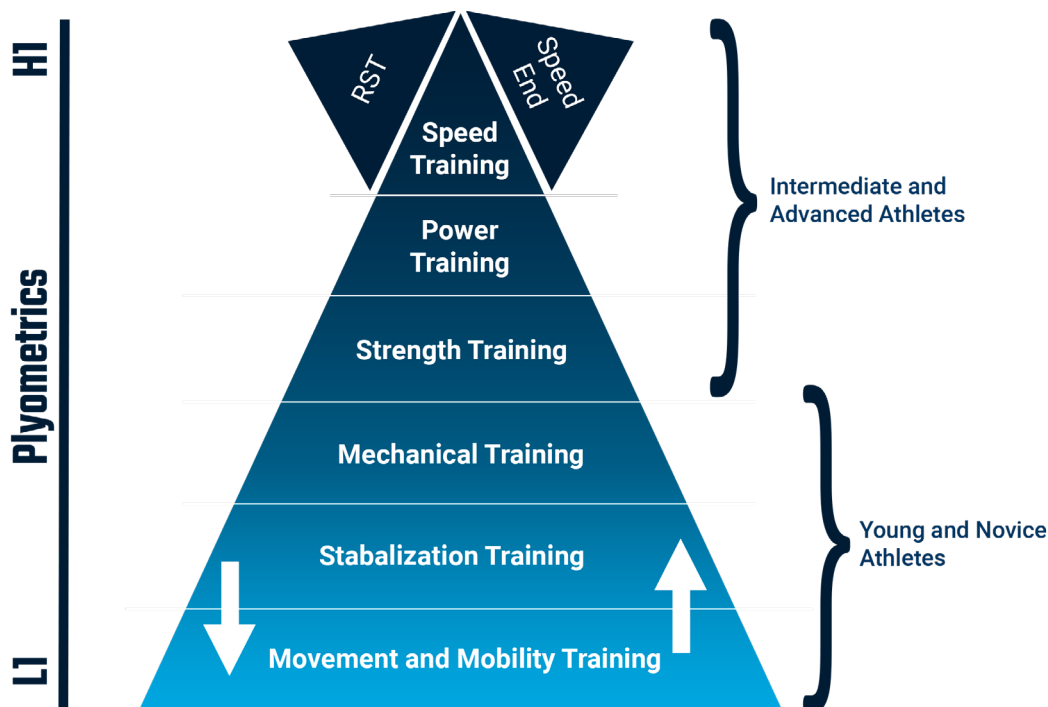 H1
Plyometrics
L1
RST
Speed
End
Speed
Training
Power
Training
Strength Training
Mechanical Training
Stabalization Training
Movement and Mobility Training
Intermediate and
Advanced Athletes
Young and Novice
Athletes